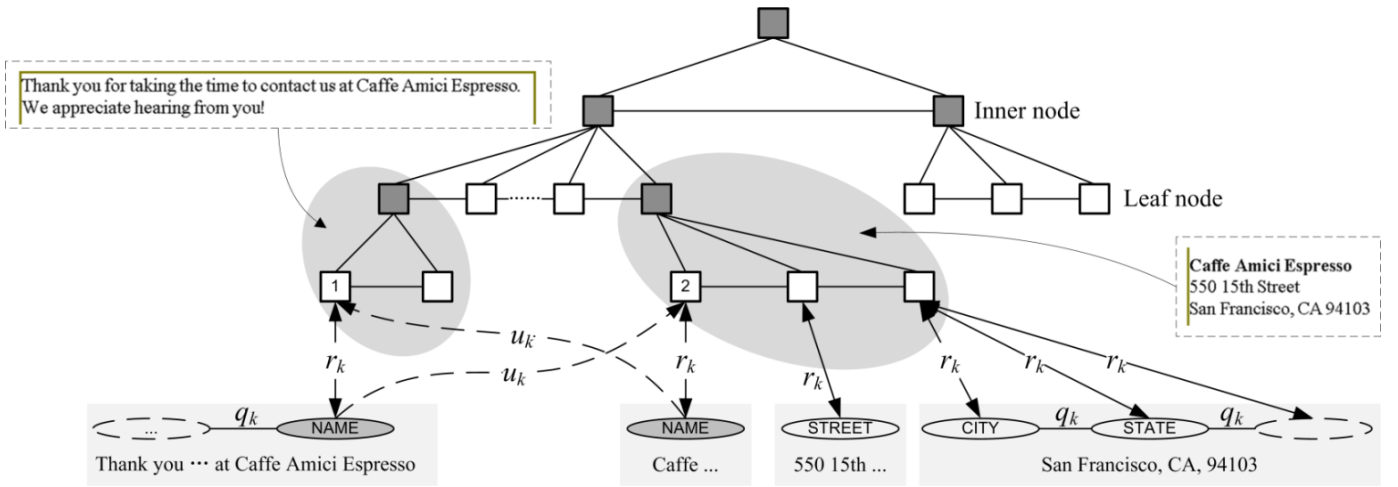 Thank you for taking the time to contact us at Caffe Amici Espresso.
We appreciate hearing from you!
Inner node
Leaf node
Caffe Amici Espresso
550 15th Street
San Francisco, CA 94103
1
2
u_k
u_k
r_k
r_k
r_k
r_k
r_k
r_k
... q_k NAME
NAME
STREET
CITY q_k STATE q_k
Thank you ··· at Caffe Amici Espresso
Caffe ...
550 15th ...
San Francisco, CA, 94103